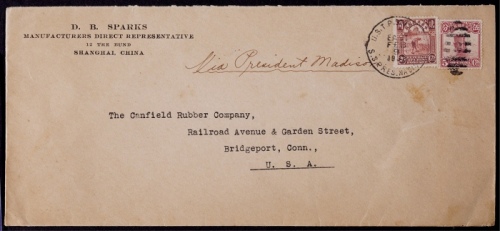 D. B. SPARKS
MANUFACTURERS DIRECT REPRESENTATIVE
12 THE BUND
SHANGHAI, CHINA
Via President Madison
The Canfield Rubber Company,
Railroad Avenue & Garden Street,
Bridgeport, Conn.,
U. S. A.